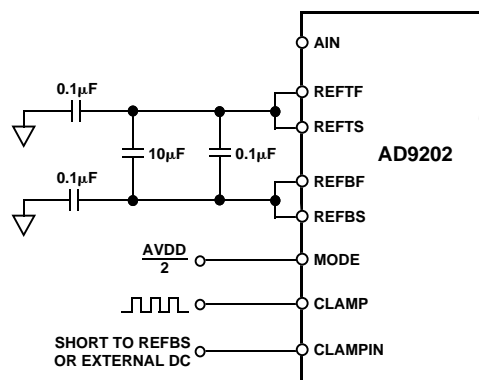 AIN
0.1μF
REFTF
REFTS
10μF
0.1μF
AD9202
0.1μF
REFBF
REFBS
AVDD
2
MODE
CLAMP
SHORT TO REFBS
OR EXTERNAL DC
CLAMPIN